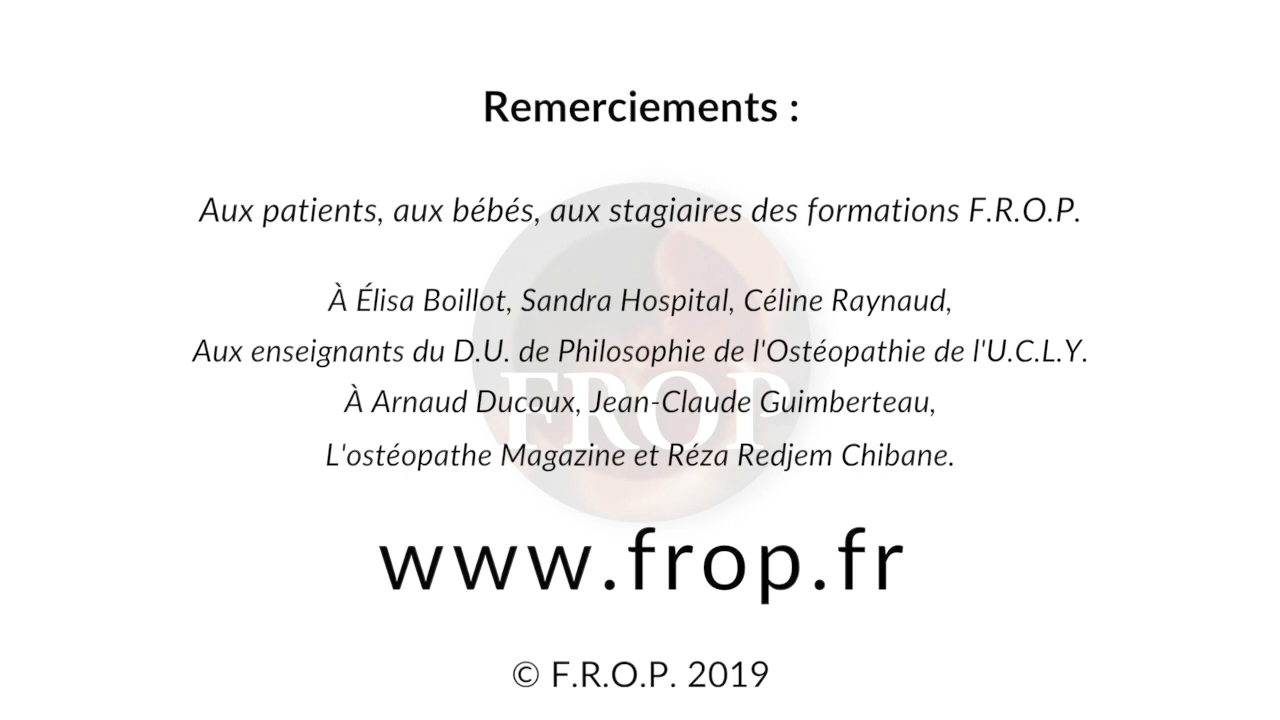 Remerciements :
Aux patients, aux bébés, aux stagiaires des formations F.R.O.P.
À Élisa Boillot, Sandra Hospital, Céline Raynaud,
Aux enseignants du D.U. de Philosophie de l'Ostéopathie de l'U.C.L.Y.
À Arnaud Ducoux, Jean-Claude Guimberteau,
FROP
L'ostéopathe Magazine et Réza Redjem Chibane.
www.frop.fr
© F.R.O.P. 2019